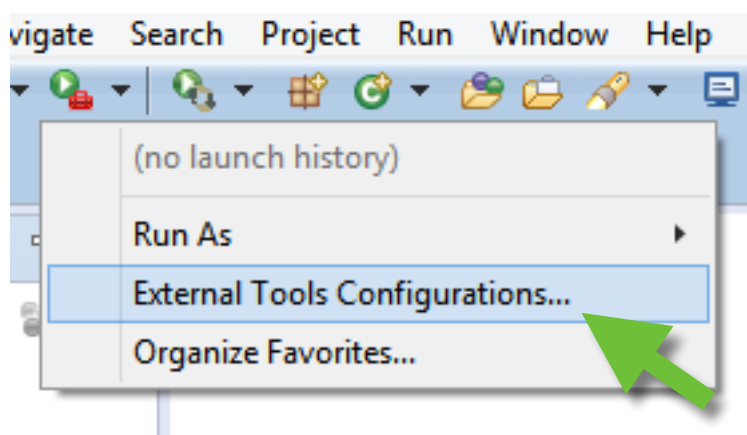 vigate Search Project Run Window Help
(no launch history)
Run As
External Tools Configurations...
Organize Favorites...